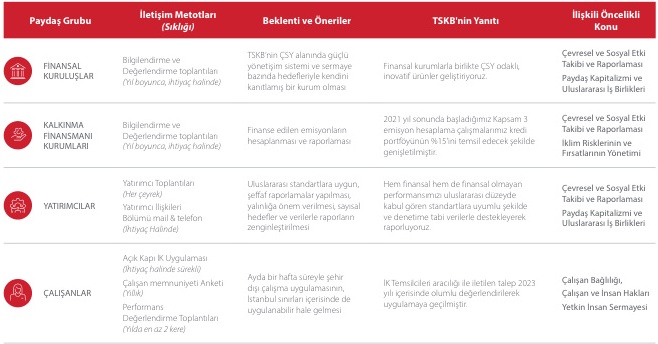 Paydaş Grubu
İletişim Metotları
(Sıklığı)
Beklenti ve Öneriler
TSKB'nin Yanıtı
İlişkili Öncelikli
Konu
FİNANSAL
KURULUŞLAR
Bilgilendirme ve
Değerlendirme toplantıları
(Yıl boyunca, ihtiyaç halinde)
TSKB'nin ÇSY alanında güçlü
yönetişim sistemi ve sermaye
bazında hedefleriyle kendini
kanıtlamış bir kurum olması
Finansal kurumlarla birlikte ÇSY odaklı,
inovatif ürünler geliştiriyoruz.
Çevresel ve Sosyal Etki
Takibi ve Raporlaması
Paydaş Kapitalizmi ve
Uluslararası İş Birlikleri
KALKINMA
FİNANSMANI
KURUMLARI
Bilgilendirme ve
Değerlendirme toplantıları
(Yıl boyunca, ihtiyaç halinde)
Finanse edilen emisyonların
hesaplanması ve raporlaması
2021 yıl sonunda başladığımız Kapsam 3
emisyon hesaplama çalışmalarımız kredi
portföyünün %15'ini temsil edecek şekilde
genişletilmiştir.
Çevresel ve Sosyal Etki
Takibi ve Raporlaması
İklim Risklerinin ve
Fırsatlarının Yönetimi
YATIRIMCILAR
Yatırımcı Toplantıları
(Her çeyrek)
Yatırımcı İlişkileri
Bölümü mail & telefon
(İhtiyaç Halinde)
Uluslararası standartlara uygun,
şeffaf raporlamalar yapılması,
yalınlığa önem verilmesi, sayısal
hedefler ve verilerle raporların
zenginleştirilmesi
Hem finansal hem de finansal olmayan
performansımızı uluslararası düzeyde
kabul gören standartlara uyumlu şekilde
ve denetime tabi verilerle destekleyerek
raporluyoruz.
Çevresel ve Sosyal Etki
Takibi ve Raporlaması
Paydaş Kapitalizmi ve
Uluslararası İş Birlikleri
ÇALIŞANLAR
Açık Kapı İK Uygulaması
(İhtiyaç halinde sürekli)
Çalışan memnuniyeti Anketi
(Yıllık)
Performans
Değerlendirme Toplantıları
(Yılda en az 2 kere)
Ayda bir hafta süreyle şehir
dışı çalışma uygulamasının,
İstanbul sınırları içerisinde de
uygulanabilir hale gelmesi
İK Temsilcileri aracılığı ile iletilen talep 2023
yılı içerisinde olumlu değerlendirilerek
uygulamaya geçilmiştir.
Çalışan Bağlılığı,
Çalışan ve İnsan Hakları
Yetkin İnsan Sermayesi